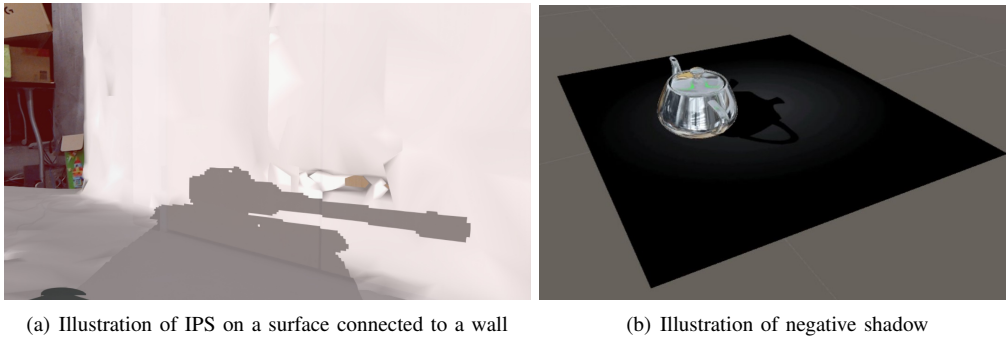 (a) Illustration of IPS on a surface connected to a wall
(b) Illustration of negative shadow